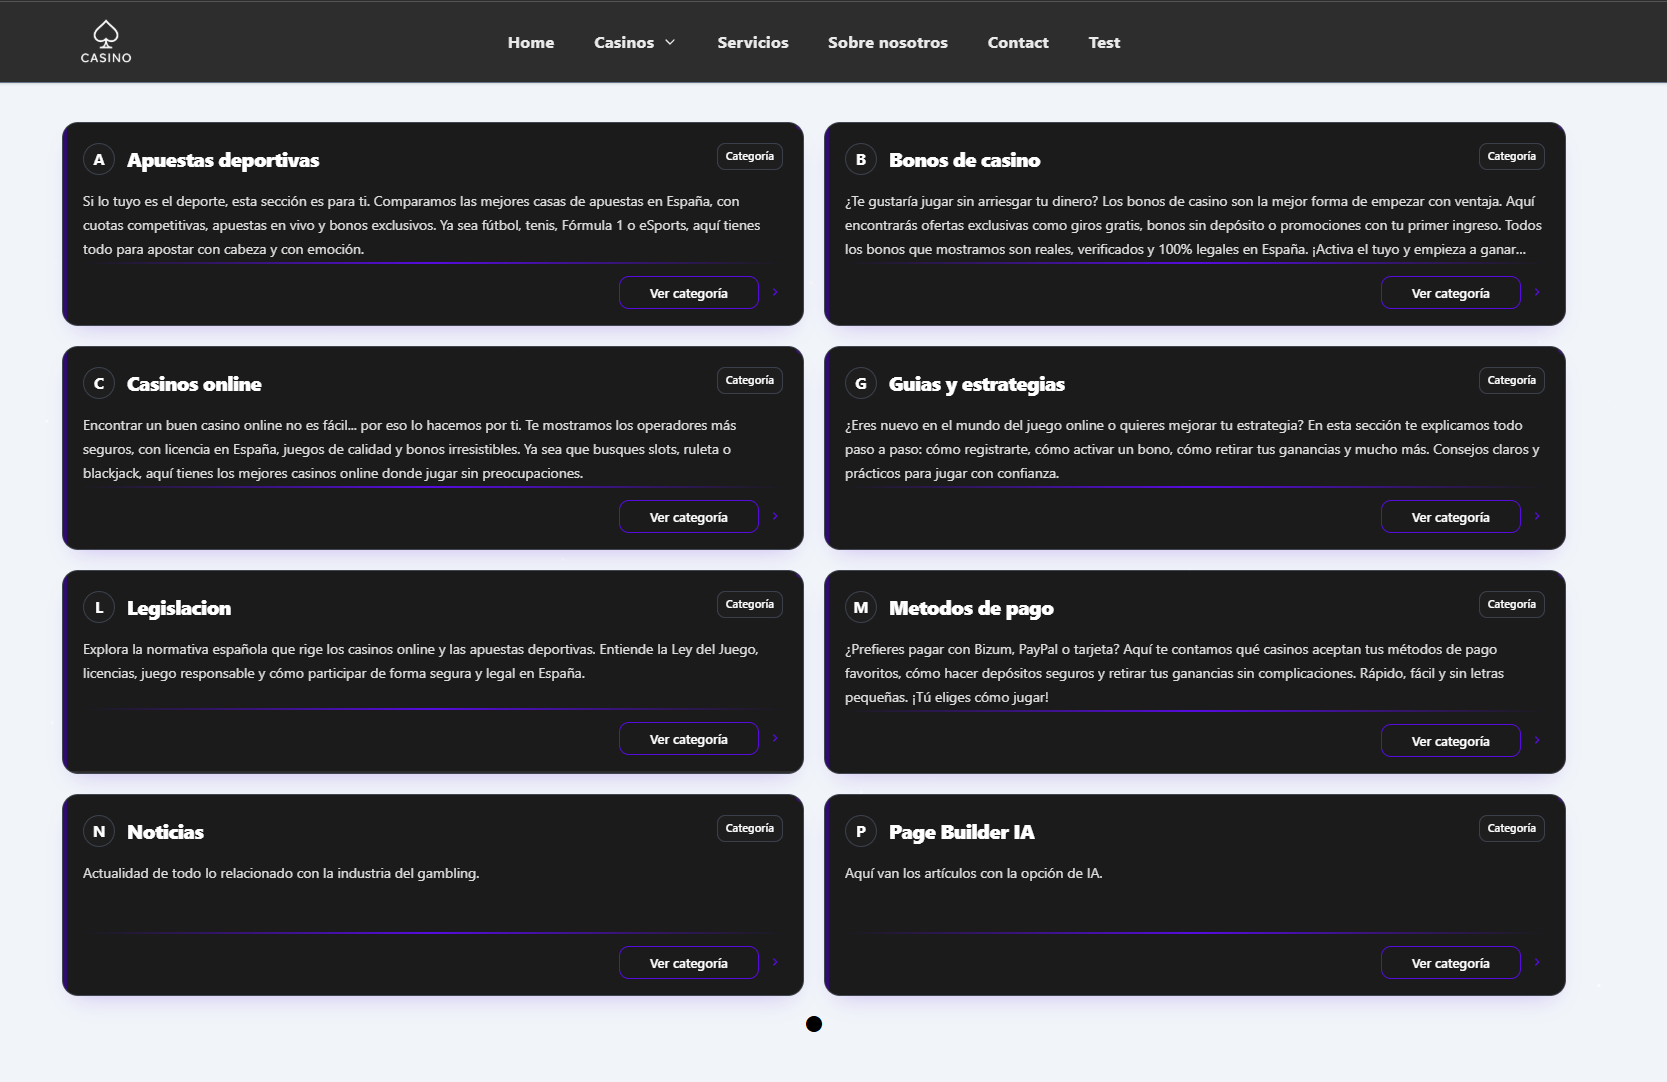 CASINO
Home Casinos Servicios Sobre nosotros Contact Test
A Apuestas deportivas Categoría
Si lo tuyo es el deporte, esta sección es para ti. Comparamos las mejores casas de apuestas en España, con
cuotas competitivas, apuestas en vivo y bonos exclusivos. Ya sea fútbol, tenis, Fórmula 1 o eSports, aquí tienes
todo para apostar con cabeza y con emoción.
Ver categoría
B Bonos de casino Categoría
¿Te gustaría jugar sin arriesgar tu dinero? Los bonos de casino son la mejor forma de empezar con ventaja. Aquí
encontrarás ofertas exclusivas como giros gratis, bonos sin depósito o promociones con tu primer ingreso. Todos
los bonos que mostramos son reales, verificados y 100% legales en España. ¡Activa el tuyo y empieza a ganar...
Ver categoría
C Casinos online Categoría
Encontrar un buen casino online no es fácil... por eso lo hacemos por ti. Te mostramos los operadores más
seguros, con licencia en España, juegos de calidad y bonos irresistibles. Ya sea que busques slots, ruleta o
blackjack, aquí tienes los mejores casinos online donde jugar sin preocupaciones.
Ver categoría
G Guias y estrategias Categoría
¿Eres nuevo en el mundo del juego online o quieres mejorar tu estrategia? En esta sección te explicamos todo
paso a paso: cómo registrarte, cómo activar un bono, cómo retirar tus ganancias y mucho más. Consejos claros y
prácticos para jugar con confianza.
Ver categoría
L Legislacion Categoría
Explora la normativa española que rige los casinos online y las apuestas deportivas. Entiende la Ley del Juego,
licencias, juego responsable y cómo participar de forma segura y legal en España.
Ver categoría
M Metodos de pago Categoría
¿Prefieres pagar con Bizum, PayPal o tarjeta? Aquí te contamos qué casinos aceptan tus métodos de pago
favoritos, cómo hacer depósitos seguros y retirar tus ganancias sin complicaciones. Rápido, fácil y sin letras
pequeñas. ¡Tú eliges cómo jugar!
Ver categoría
N Noticias Categoría
Actualidad de todo lo relacionado con la industria del gambling.
Ver categoría
P Page Builder IA Categoría
Aquí van los artículos con la opción de IA.
Ver categoría